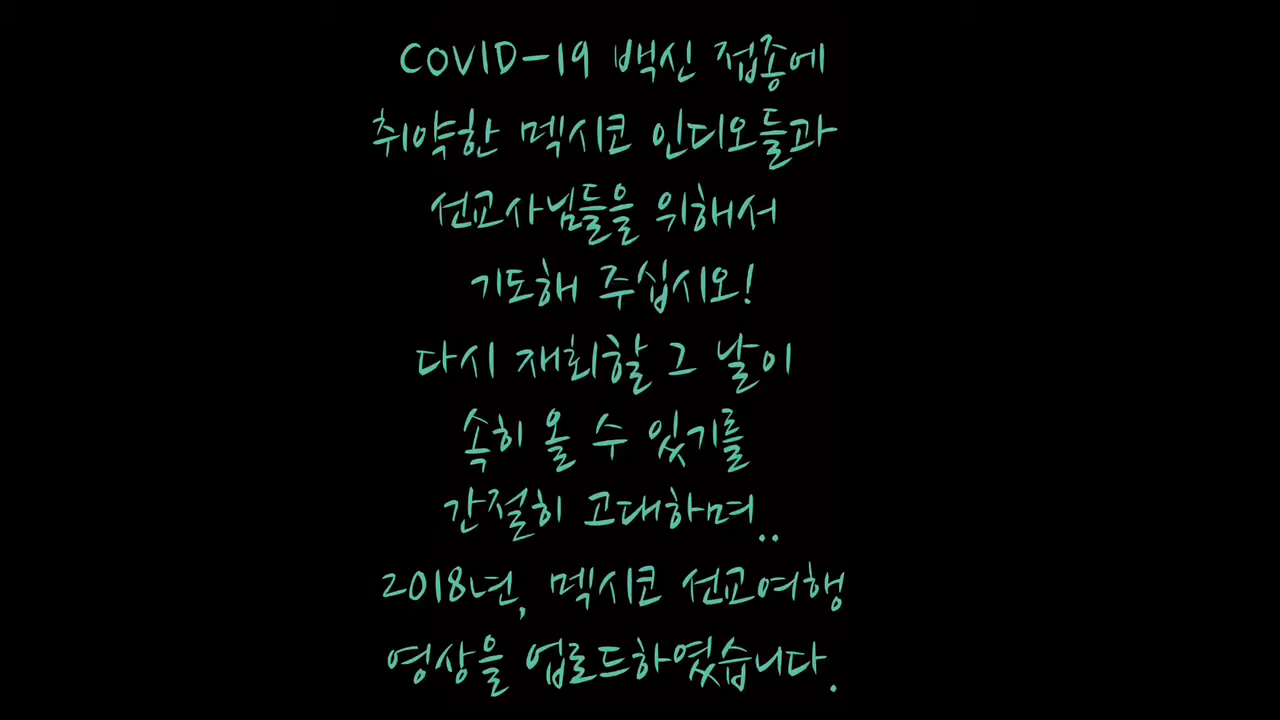 COVID-19 백신 접종에
취약한 멕시코 인디오들과
선교사님들을 위해서
기도해 주십시오!
다시 재회할 그 날이
속히 올 수 있기를
간절히 고대하며..
2018년, 멕시코 선교여행
영상을 업로드하였습니다.